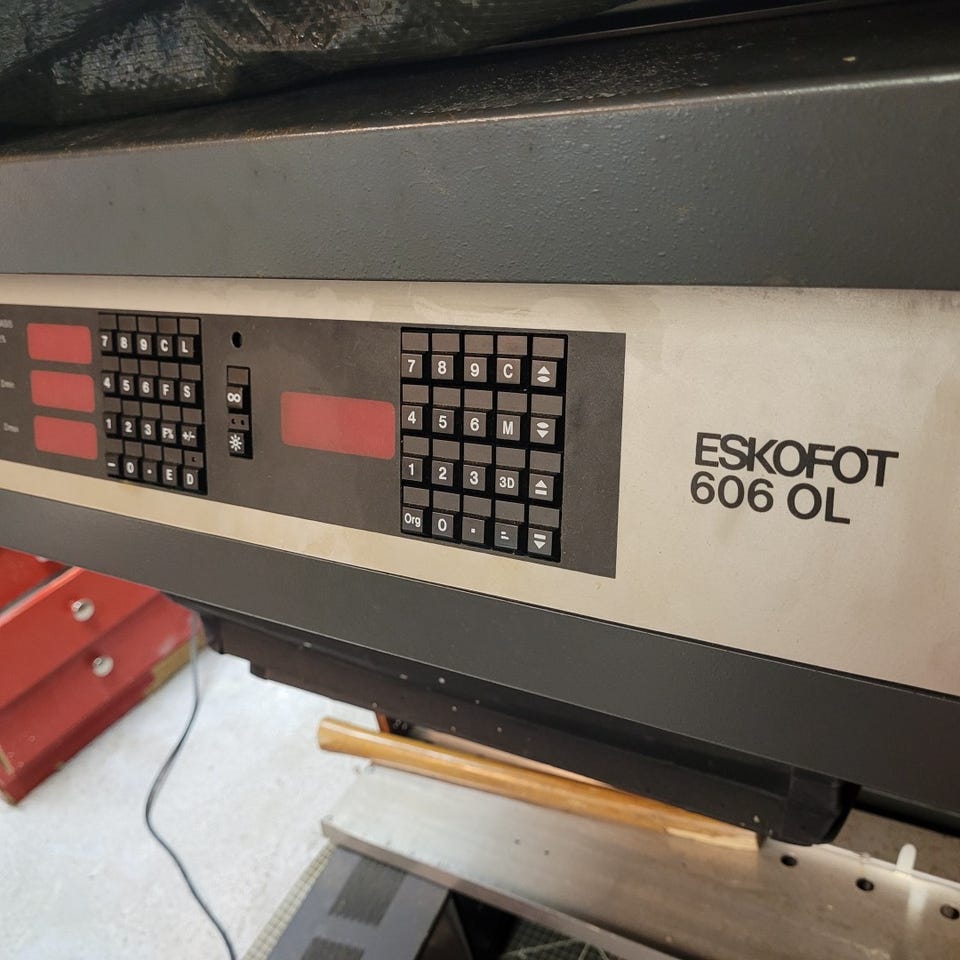 7 8 9 C L
4 5 6 F S
1 2 3 F% +/-
- 0 . E D
∞
7 8 9 C
4 5 6 M
1 2 3 3D
Org 0 .
ESKOFOT
606 OL